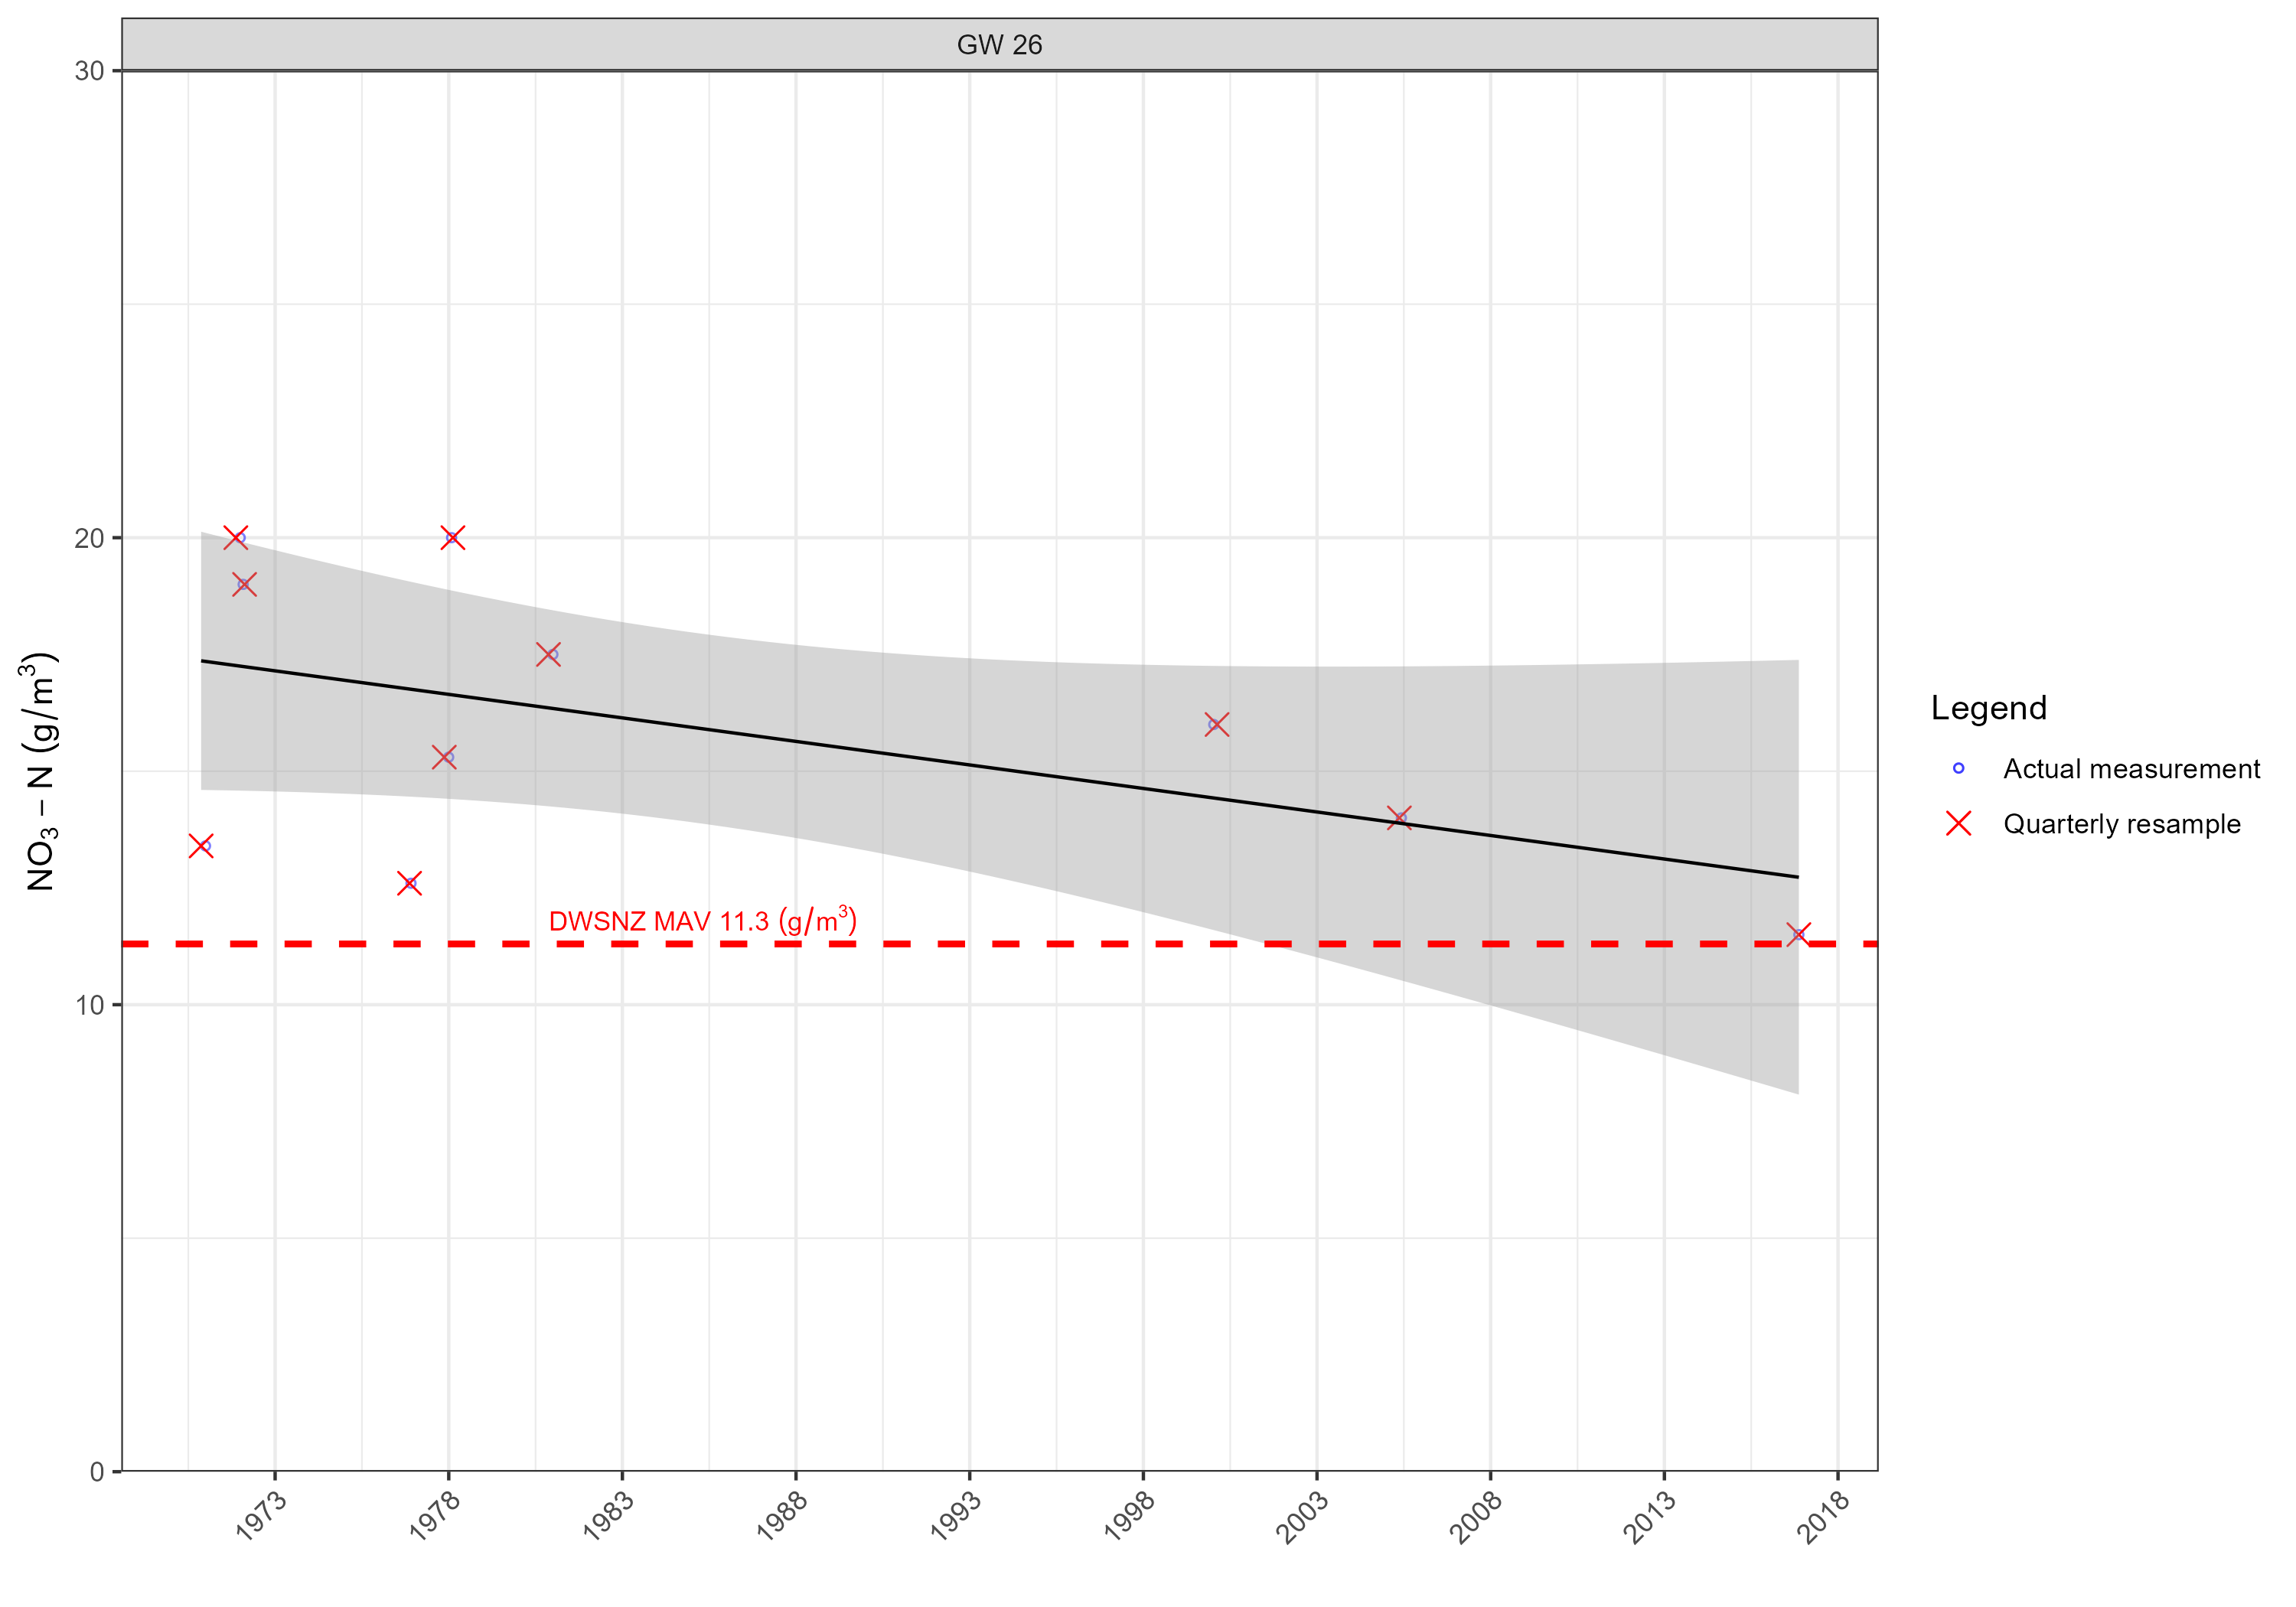 GW 26
30
20
10
0
NO₃ − N (g/m³)
DWSNZ MAV 11.3 (g/m³)
1973
1978
1983
1988
1993
1998
2003
2008
2013
2018
Legend
Actual measurement
Quarterly resample